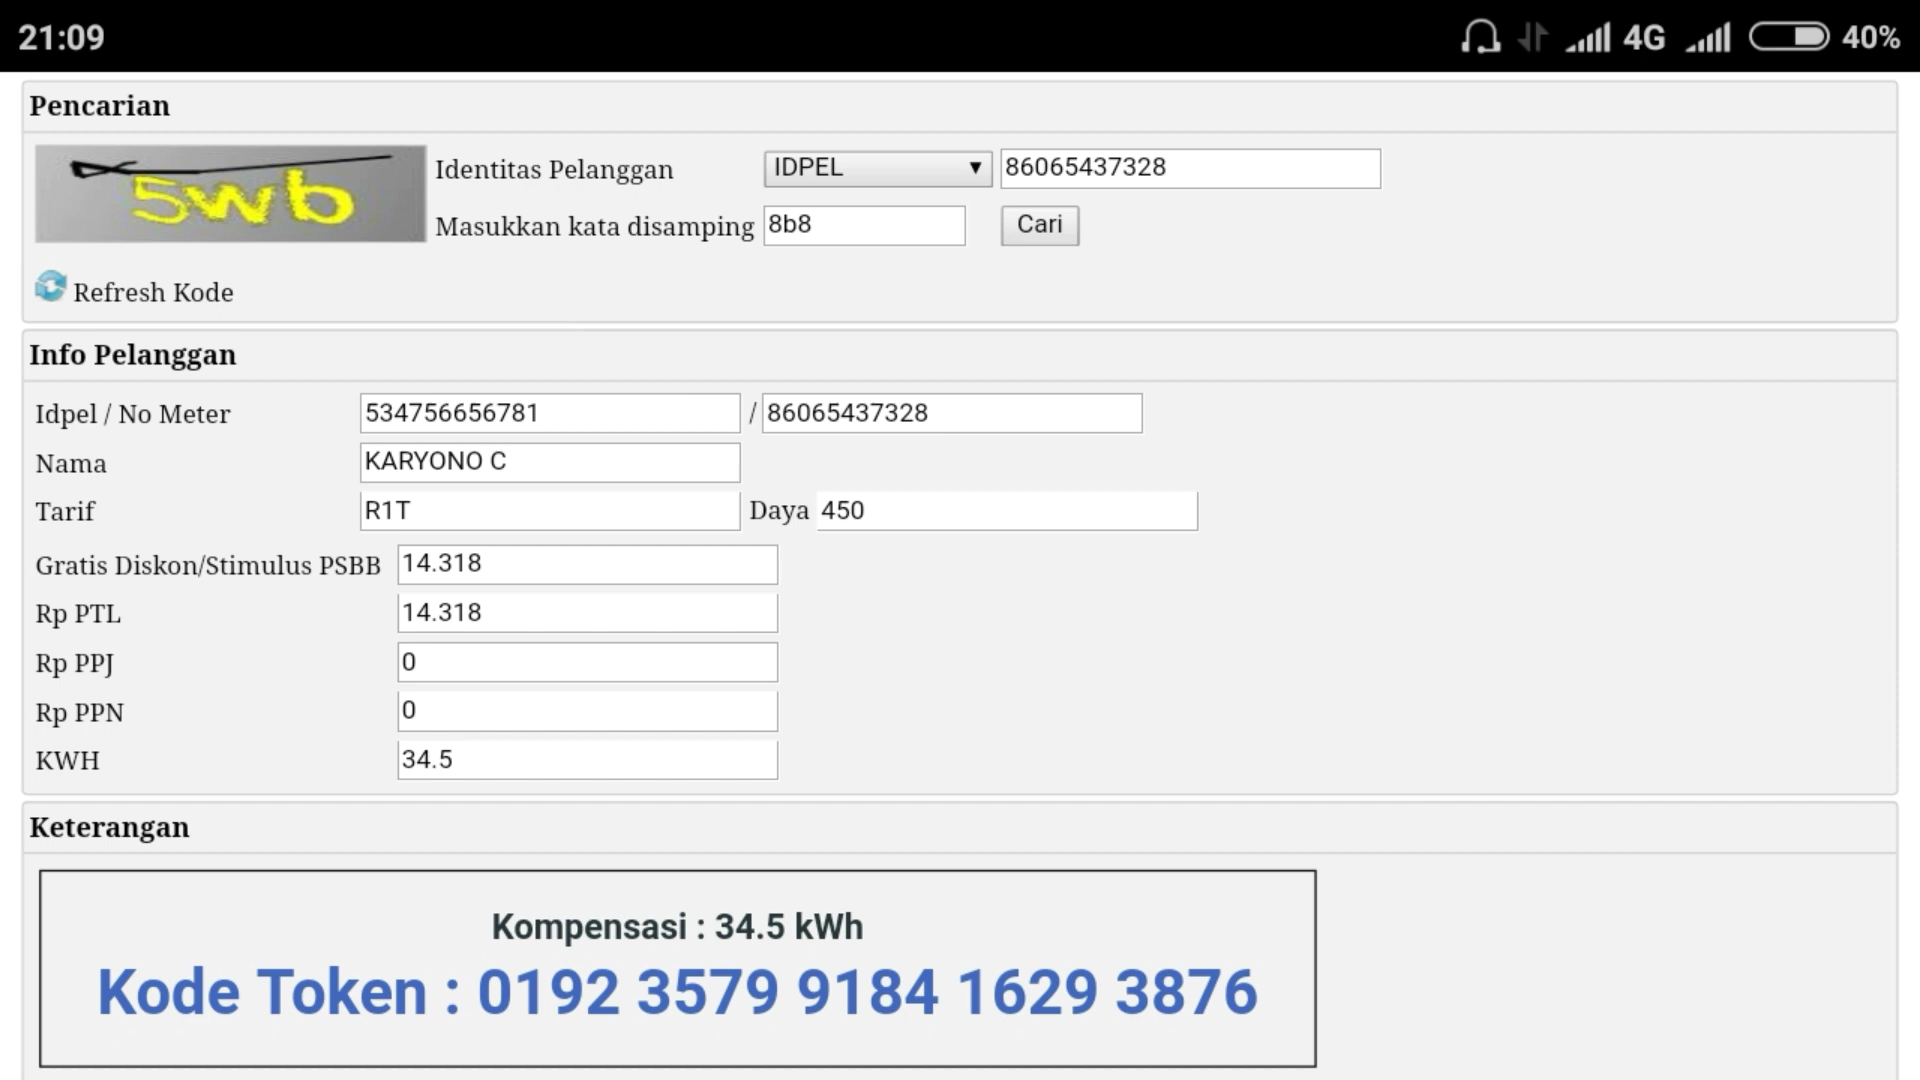 21:09 4G 40%
Pencarian
5wb
Identitas Pelanggan IDPEL 86065437328
Masukkan kata disamping 8b8 Cari
Refresh Kode
Info Pelanggan
Idpel / No Meter 534756656781 / 86065437328
Nama KARYONO C
Tarif R1T Daya 450
Gratis Diskon/Stimulus PSBB 14.318
Rp PTL 14.318
Rp PPJ 0
Rp PPN 0
KWH 34.5
Keterangan
Kompensasi : 34.5 kWh
Kode Token : 0192 3579 9184 1629 3876